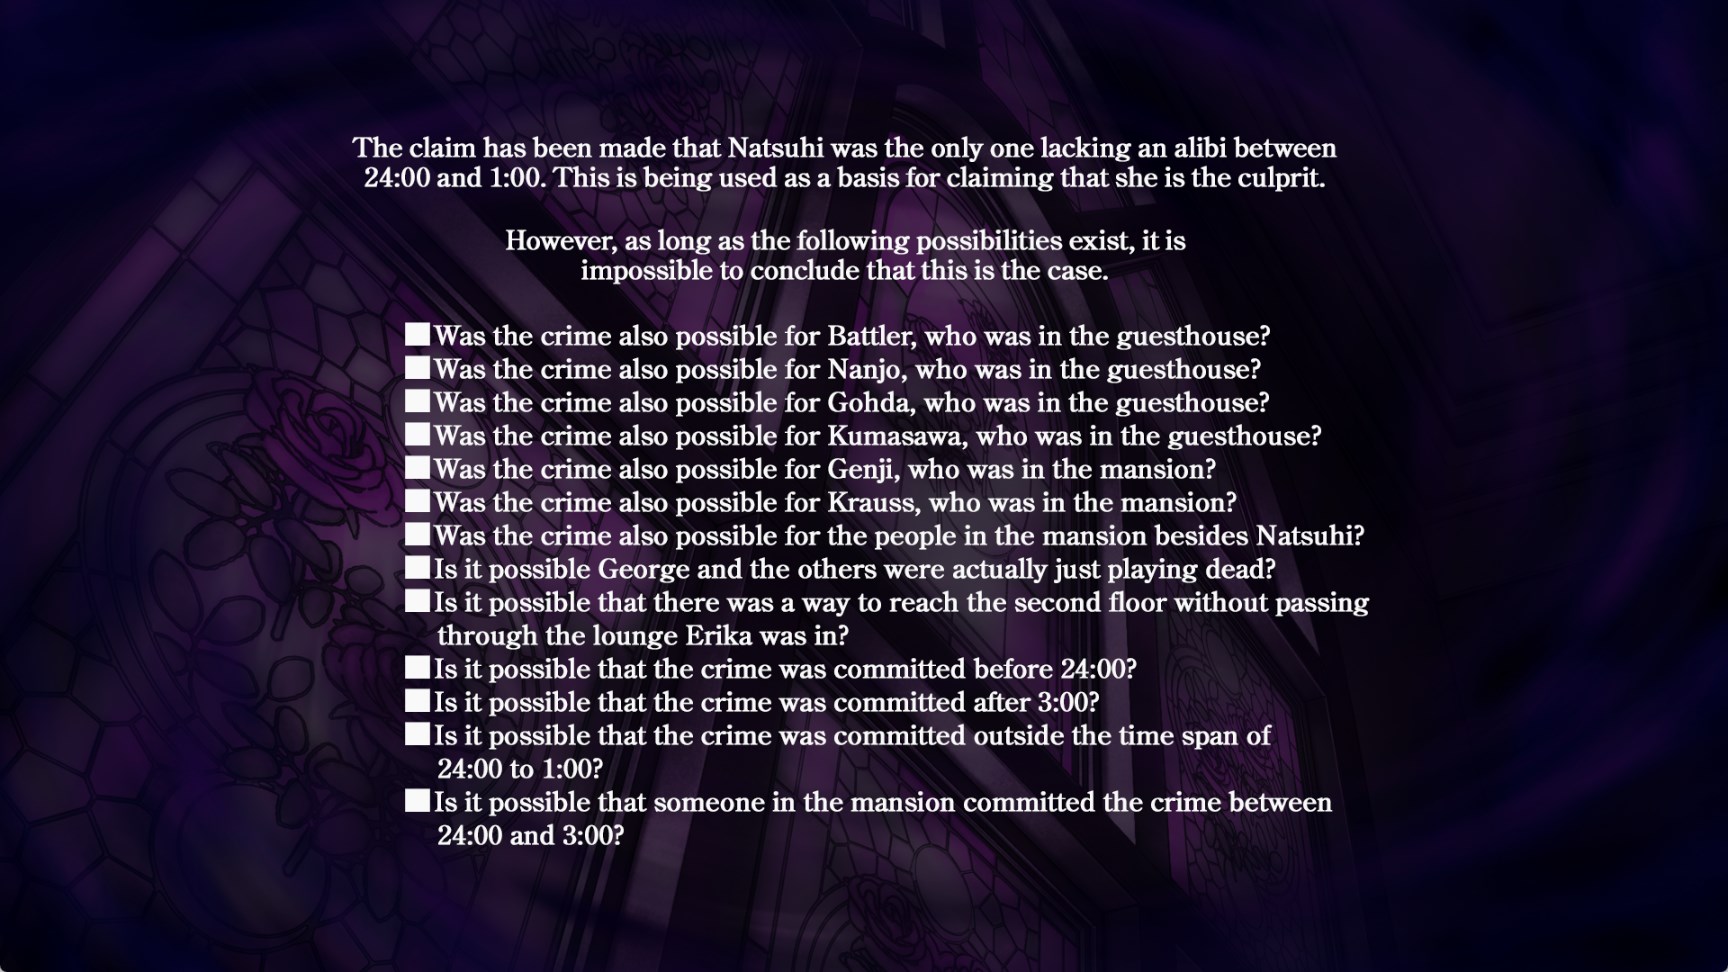 The claim has been made that Natsuhi was the only one lacking an alibi between
24:00 and 1:00. This is being used as a basis for claiming that she is the culprit.
However, as long as the following possibilities exist, it is
impossible to conclude that this is the case.
■Was the crime also possible for Battler, who was in the guesthouse?
■Was the crime also possible for Nanjo, who was in the guesthouse?
■Was the crime also possible for Gohda, who was in the guesthouse?
■Was the crime also possible for Kumasawa, who was in the guesthouse?
■Was the crime also possible for Genji, who was in the mansion?
■Was the crime also possible for Krauss, who was in the mansion?
■Was the crime also possible for the people in the mansion besides Natsuhi?
■Is it possible George and the others were actually just playing dead?
■Is it possible that there was a way to reach the second floor without passing
through the lounge Erika was in?
■Is it possible that the crime was committed before 24:00?
■Is it possible that the crime was committed after 3:00?
■Is it possible that the crime was committed outside the time span of
24:00 to 1:00?
■Is it possible that someone in the mansion committed the crime between
24:00 and 3:00?